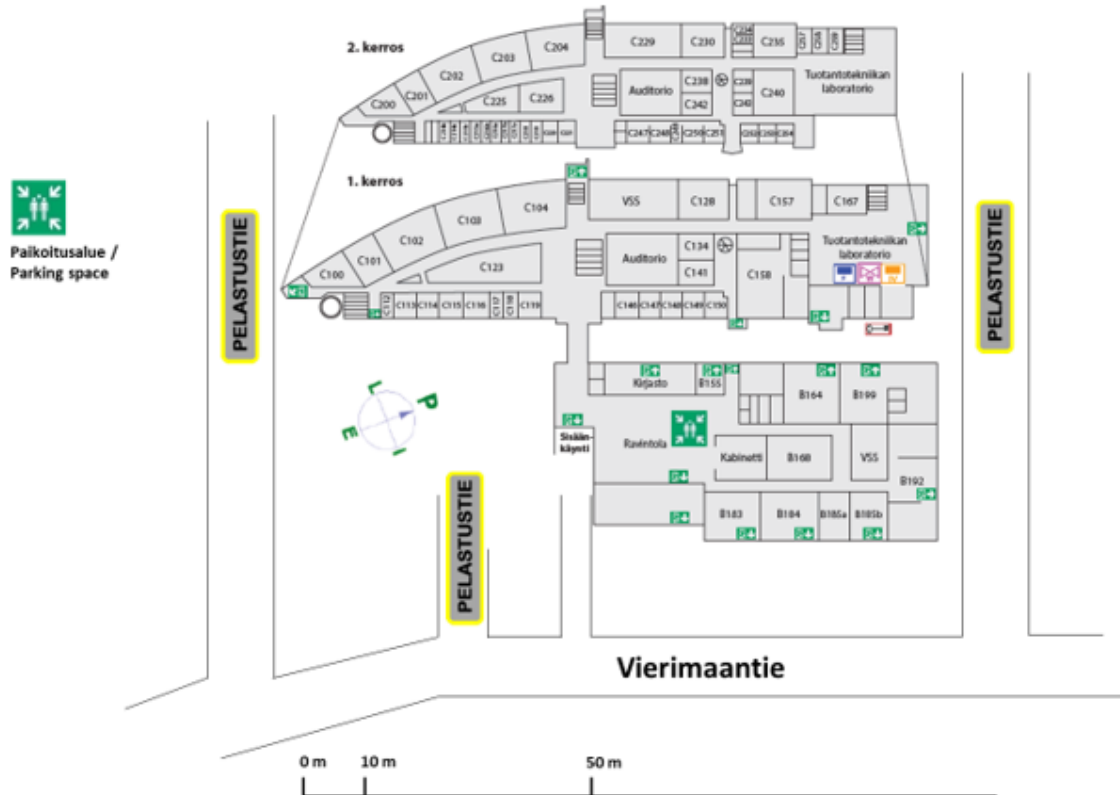 2. kerros
C204
C203
C202
C201
C200
C225
C226
C229
C230
C235
Auditorio
C238
C242
C240
Tuotantotekniikan
laboratorio
C247
C248
C250
C251
1. kerros
C104
C103
C102
C101
C100
C123
VSS
C128
C157
C167
Auditorio
C134
C141
C158
Tuotantotekniikan
laboratorio
C112
C113
C114
C115
C116
C117
C118
C119
C146
C147
C148
C149
C150
Paikoitusalue /
Parking space
PELASTUSTIE
PELASTUSTIE
L
P
E
I
Kirjasto
B155
B164
B199
Sisään-
käynti
Ravintola
Kabinetti
B168
VSS
B192
B183
B184
B185a
B185b
PELASTUSTIE
Vierimaantie
0 m
10 m
50 m